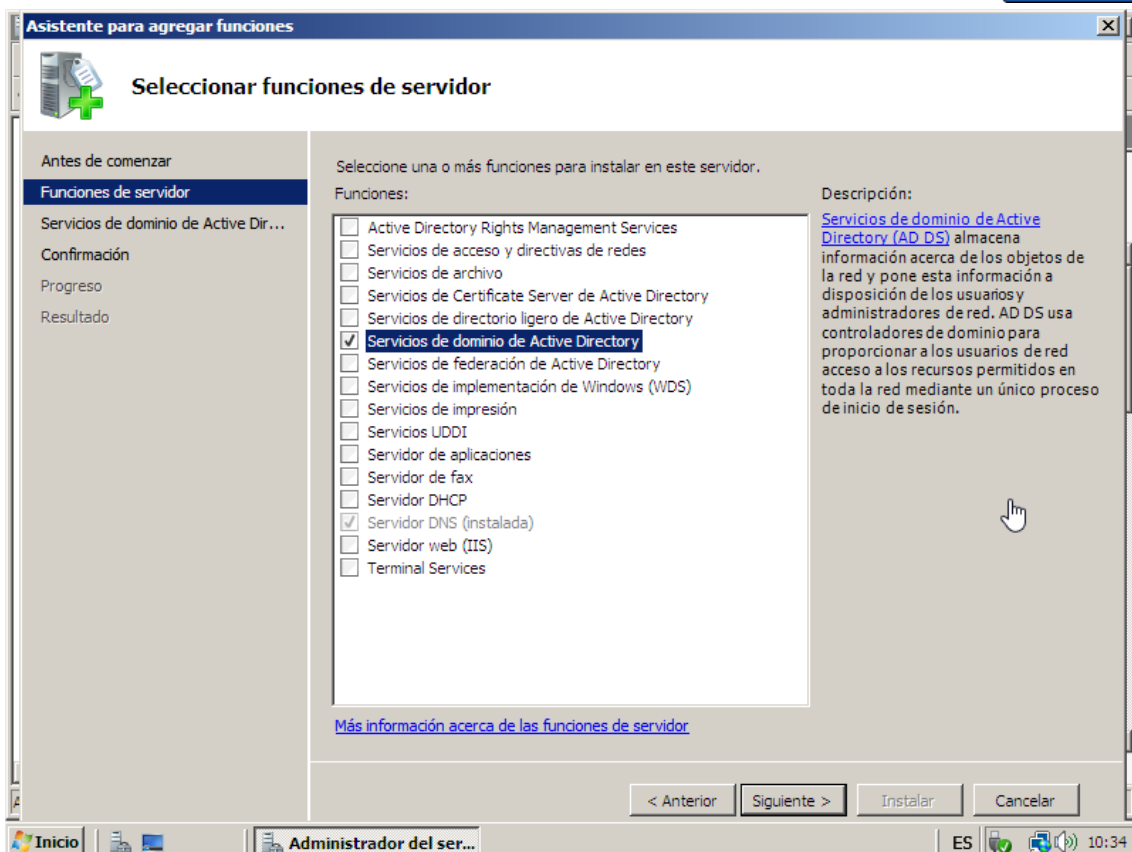 Asistente para agregar funciones
Seleccionar funciones de servidor
Antes de comenzar
Funciones de servidor
Servicios de dominio de Active Dir...
Confirmación
Progreso
Resultado
Seleccione una o más funciones para instalar en este servidor.
Funciones:
Active Directory Rights Management Services
Servicios de acceso y directivas de redes
Servicios de archivo
Servicios de Certificate Server de Active Directory
Servicios de directorio ligero de Active Directory
Servicios de dominio de Active Directory
Servicios de federación de Active Directory
Servicios de implementación de Windows (WDS)
Servicios de impresión
Servicios UDDI
Servidor de aplicaciones
Servidor de fax
Servidor DHCP
Servidor DNS (instalada)
Servidor web (IIS)
Terminal Services
Más información acerca de las funciones de servidor
Descripción:
Servicios de dominio de Active
Directory (AD DS) almacena
información acerca de los objetos de
la red y pone esta información a
disposición de los usuarios y
administradores de red. AD DS usa
controladores de dominio para
proporcionar a los usuarios de red
acceso a los recursos permitidos en
toda la red mediante un único proceso
de inicio de sesión.
< Anterior
Siguiente >
Instalar
Cancelar
Inicio
Administrador del ser...
ES
10:34